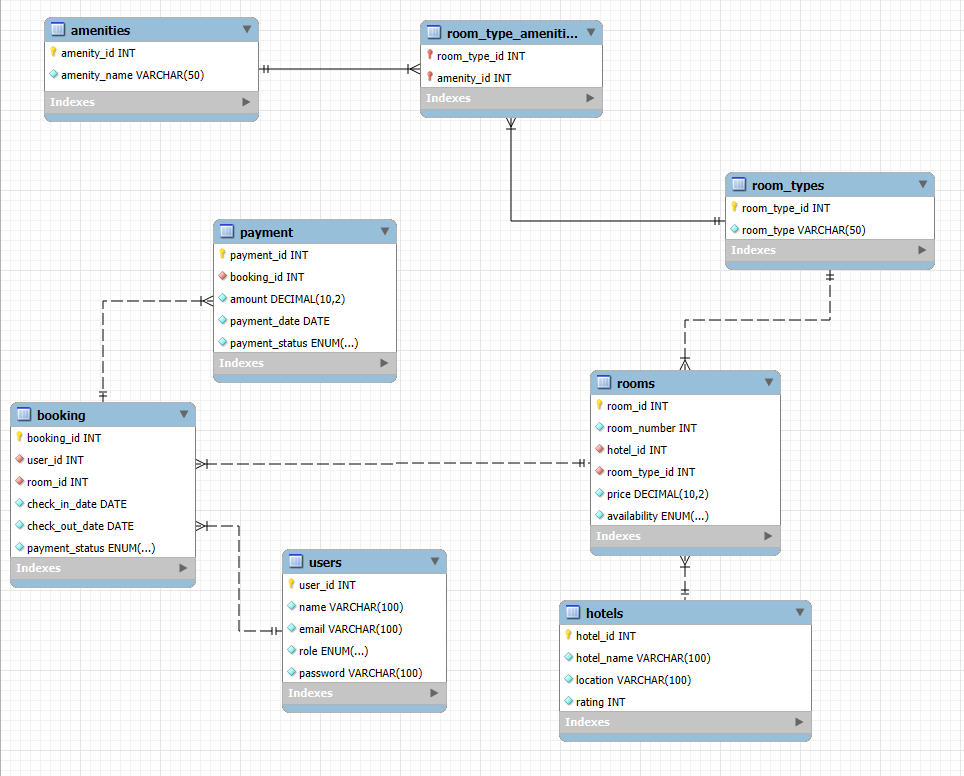 amenities
amenity_id INT
amenity_name VARCHAR(50)
Indexes
room_type_ameniti...
room_type_id INT
amenity_id INT
Indexes
room_types
room_type_id INT
room_type VARCHAR(50)
Indexes
payment
payment_id INT
booking_id INT
amount DECIMAL(10,2)
payment_date DATE
payment_status ENUM(...)
Indexes
rooms
room_id INT
room_number INT
hotel_id INT
room_type_id INT
price DECIMAL(10,2)
availability ENUM(...)
Indexes
booking
booking_id INT
user_id INT
room_id INT
check_in_date DATE
check_out_date DATE
payment_status ENUM(...)
Indexes
users
user_id INT
name VARCHAR(100)
email VARCHAR(100)
role ENUM(...)
password VARCHAR(100)
Indexes
hotels
hotel_id INT
hotel_name VARCHAR(100)
location VARCHAR(100)
rating INT
Indexes